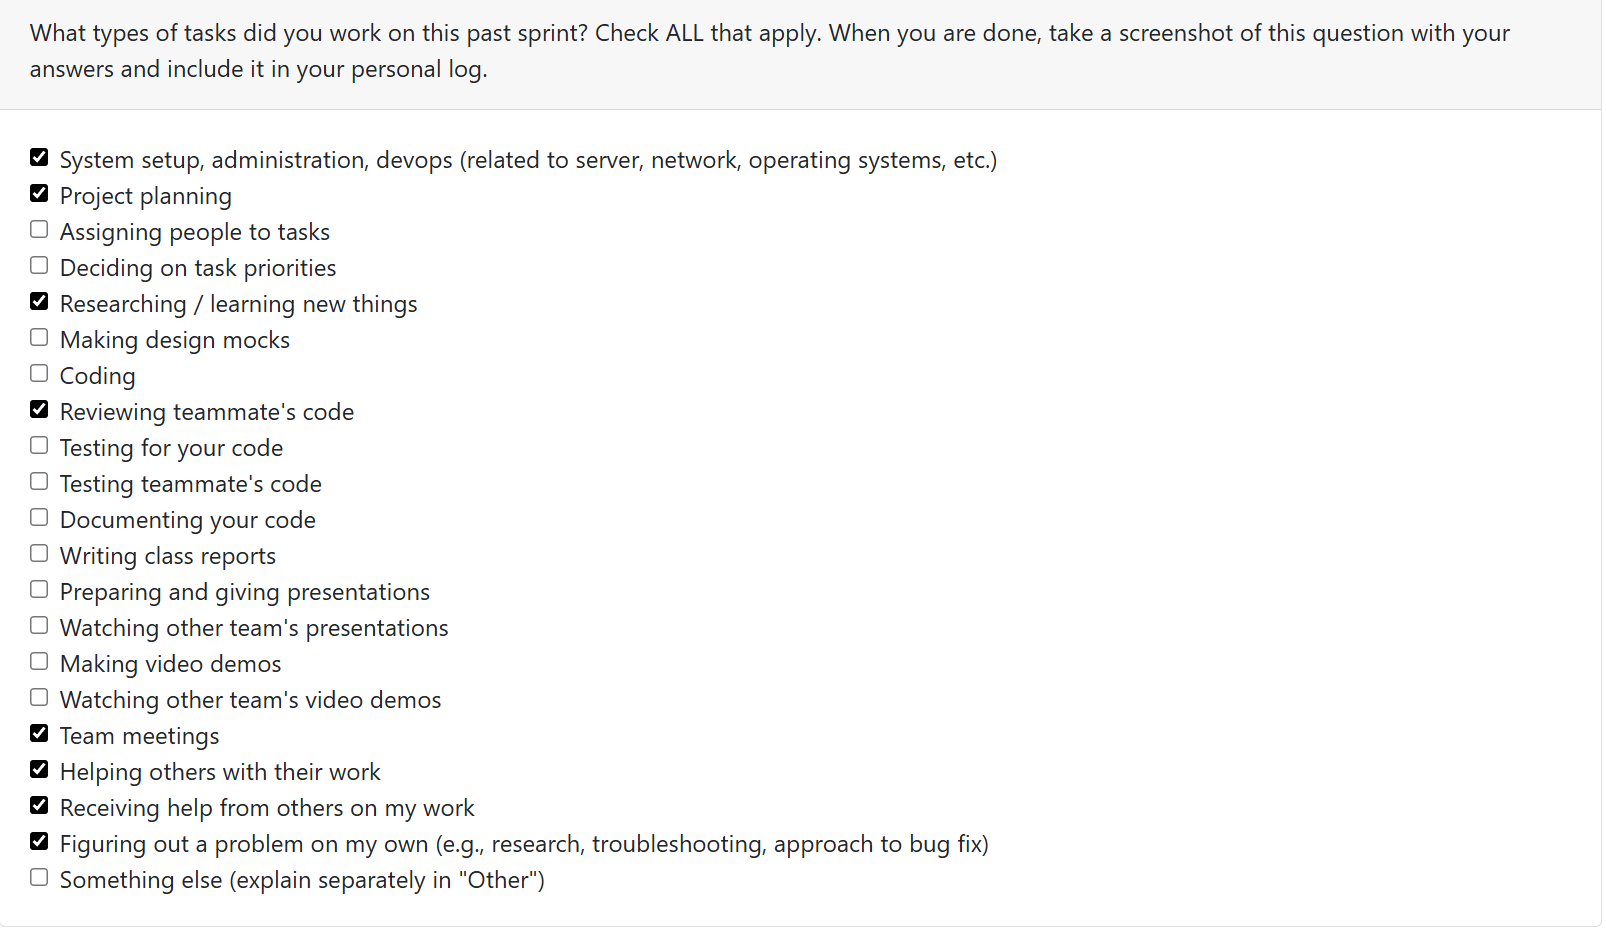 What types of tasks did you work on this past sprint? Check ALL that apply. When you are done, take a screenshot of this question with your
answers and include it in your personal log.
System setup, administration, devops (related to server, network, operating systems, etc.)
Project planning
Assigning people to tasks
Deciding on task priorities
Researching / learning new things
Making design mocks
Coding
Reviewing teammate's code
Testing for your code
Testing teammate's code
Documenting your code
Writing class reports
Preparing and giving presentations
Watching other team's presentations
Making video demos
Watching other team's video demos
Team meetings
Helping others with their work
Receiving help from others on my work
Figuring out a problem on my own (e.g., research, troubleshooting, approach to bug fix)
Something else (explain separately in "Other")